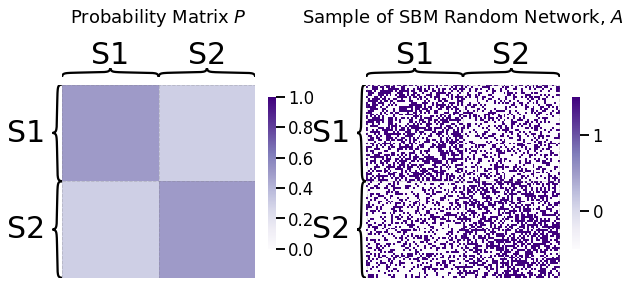 Probability Matrix P
S1 S2
S1
S2
1.0
0.8
0.6
0.4
0.2
0.0
Sample of SBM Random Network, A
S1 S2
S1
S2
1
0